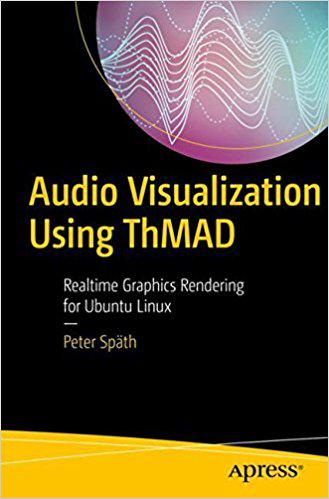 Audio Visualization
Using ThMAD
Realtime Graphics Rendering
for Ubuntu Linux
—
Peter Späth
Apress®